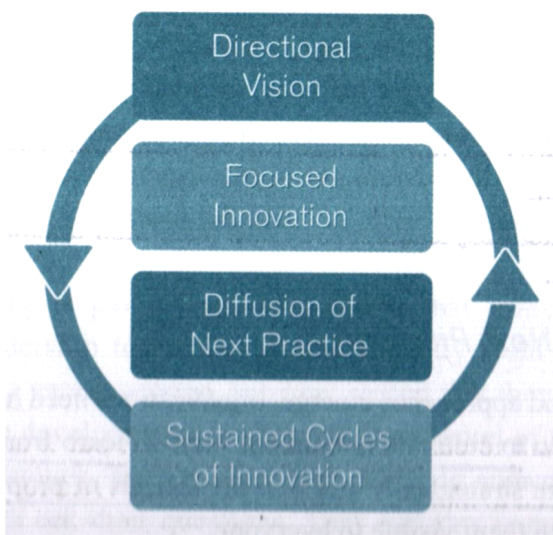 Directional
Vision
Focused
Innovation
Diffusion of
Next Practice
Sustained Cycles
of Innovation